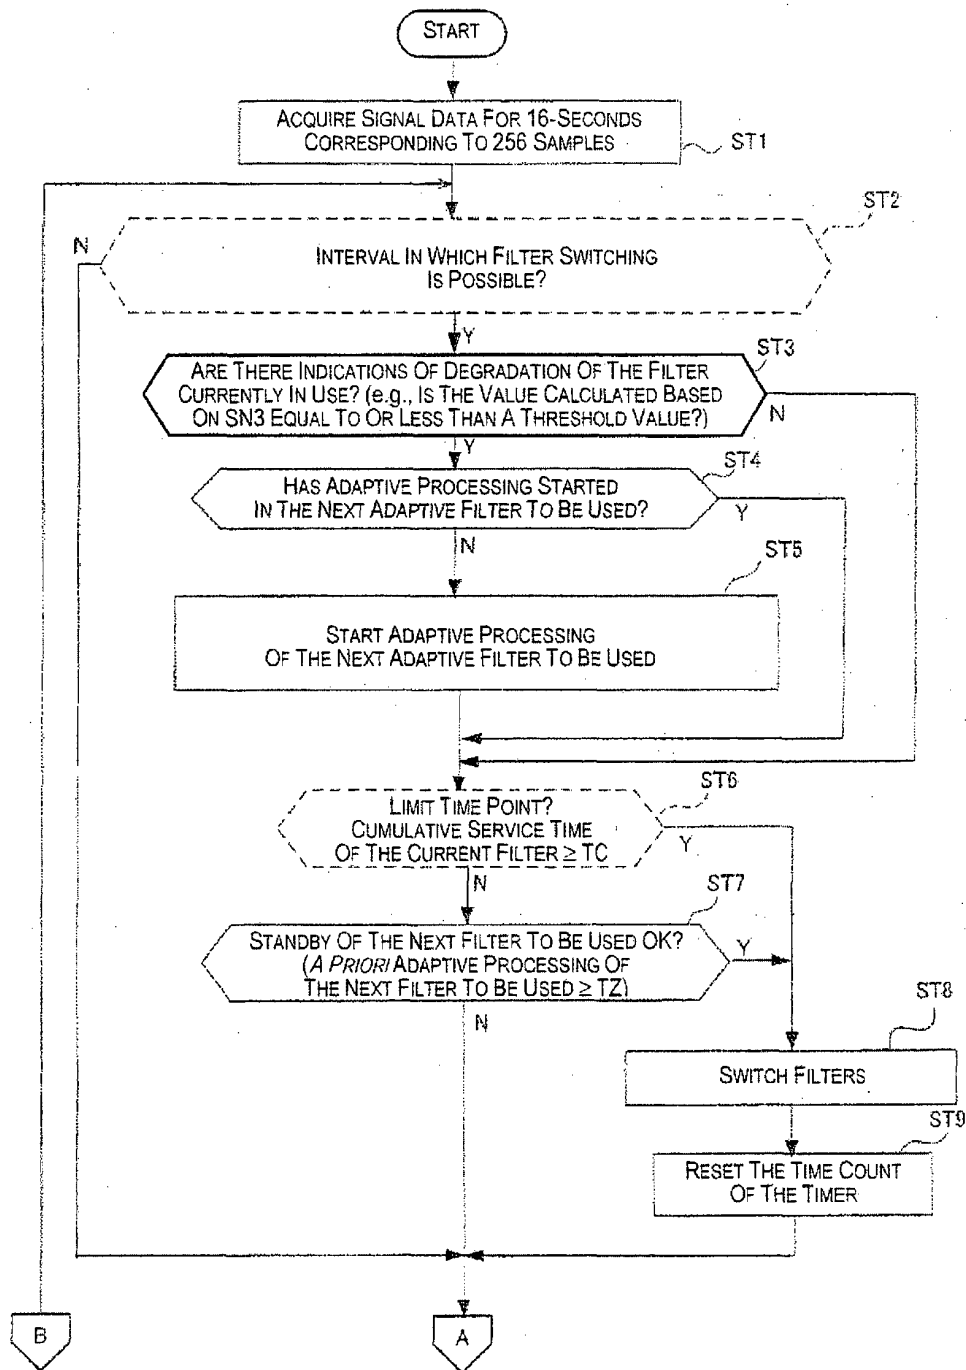 START
ACQUIRE SIGNAL DATA FOR 16-SECONDS
CORRESPONDING TO 256 SAMPLES
ST1
ST2
N
INTERVAL IN WHICH FILTER SWITCHING
IS POSSIBLE?
Y
ST3
ARE THERE INDICATIONS OF DEGRADATION OF THE FILTER
CURRENTLY IN USE? (e.g., IS THE VALUE CALCULATED BASED
ON SN3 EQUAL TO OR LESS THAN A THRESHOLD VALUE?)
N
Y
ST4
HAS ADAPTIVE PROCESSING STARTED
IN THE NEXT ADAPTIVE FILTER TO BE USED?
Y
N
ST5
START ADAPTIVE PROCESSING
OF THE NEXT ADAPTIVE FILTER TO BE USED
ST6
LIMIT TIME POINT?
CUMULATIVE SERVICE TIME
OF THE CURRENT FILTER ≥ TC
Y
N
ST7
STANDBY OF THE NEXT FILTER TO BE USED OK?
(A PRIORI ADAPTIVE PROCESSING OF
THE NEXT FILTER TO BE USED ≥ TZ)
Y
N
ST8
SWITCH FILTERS
ST9
RESET THE TIME COUNT
OF THE TIMER
B
A